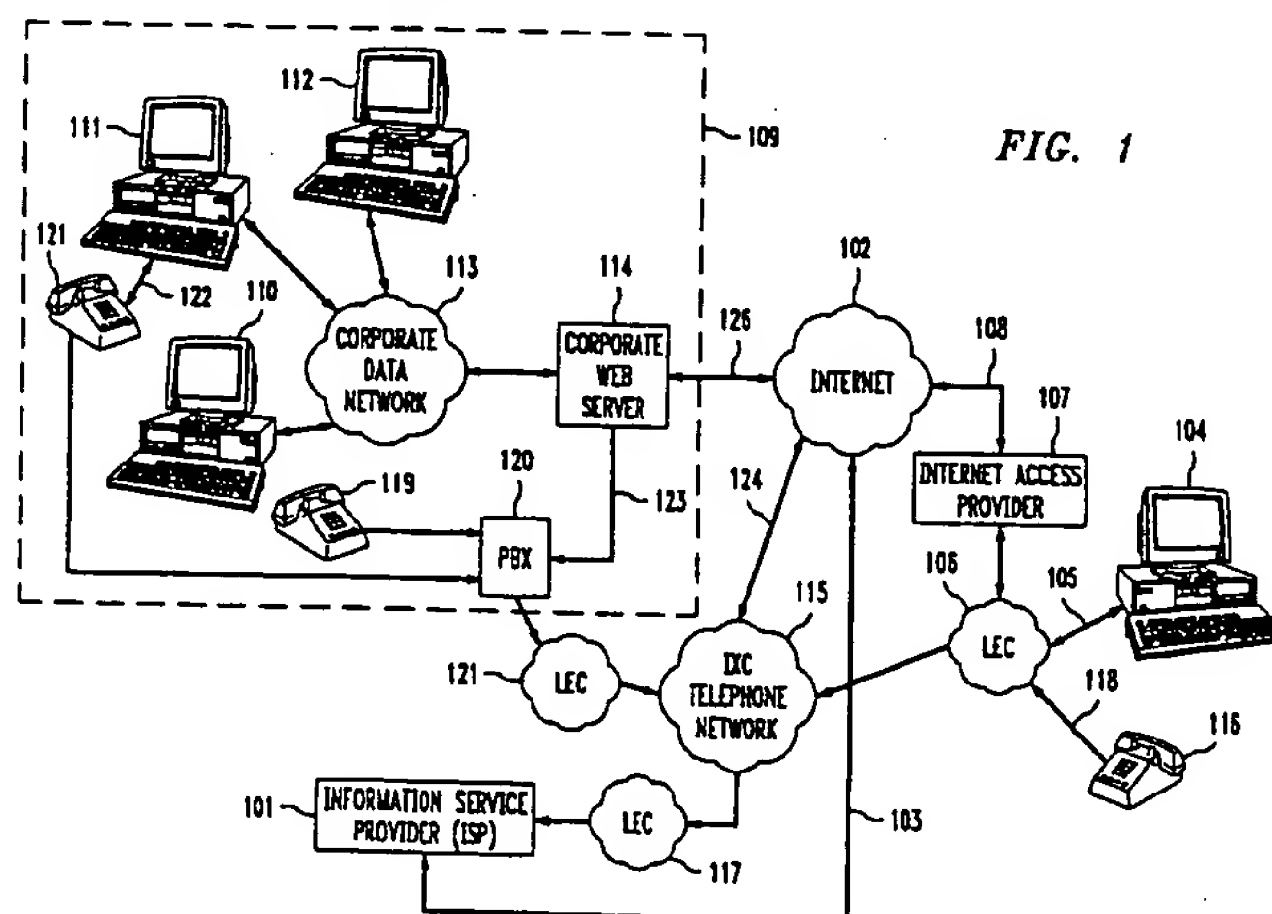 112
111
109
FIG. 1
121
122
110
113
CORPORATE
DATA
NETWORK
114
CORPORATE
WEB
SERVER
126
102
INTERNET
108
107
INTERNET ACCESS
PROVIDER
104
119
120
PBX
123
124
106
LEC
105
115
IXC
TELEPHONE
NETWORK
121
LEC
118
116
101
INFORMATION SERVICE
PROVIDER (ISP)
LEC
117
103